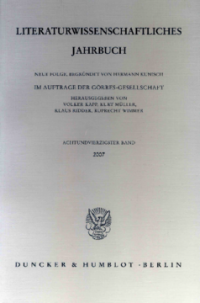 LITERATURWISSENSCHAFTLICHES
JAHRBUCH
NEUE FOLGE, BEGRÜNDET VON HERMANN KUNISCH
IM AUFTRAGE DER GÖRRES-GESELLSCHAFT
HERAUSGEGEBEN VON
VOLKER KAPP, KURT MÜLLER,
KLAUS RIDDER, RUPRECHT WIMMER
ACHTUNDVIERZIGSTER BAND
2007
DUNCKER & HUMBLOT · BERLIN